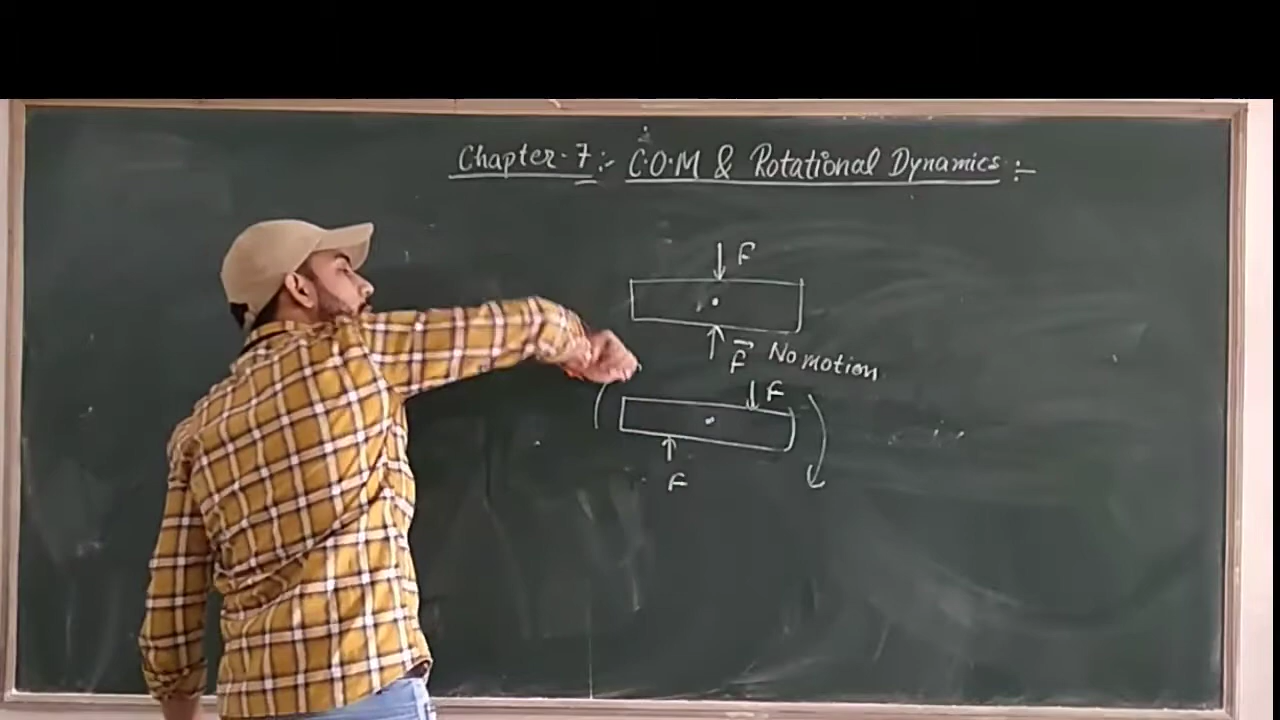 Chapter-7:- C.O.M & Rotational Dynamics :-
F
F No motion
F
F